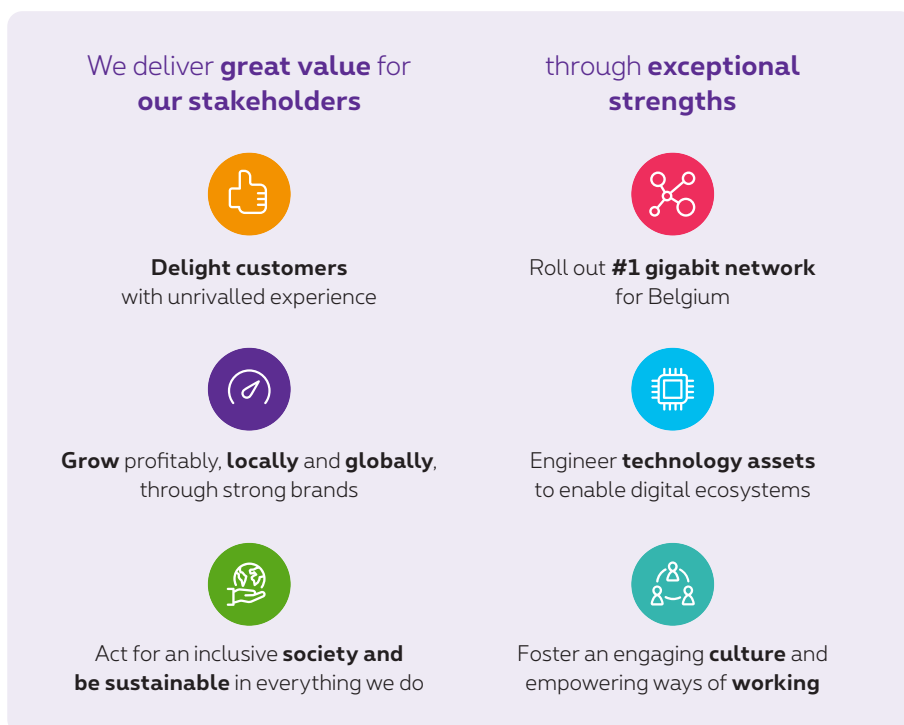 We deliver great value for
our stakeholders
Delight customers
with unrivalled experience
Grow profitably, locally and globally,
through strong brands
Act for an inclusive society and
be sustainable in everything we do
through exceptional
strengths
Roll out #1 gigabit network
for Belgium
Engineer technology assets
to enable digital ecosystems
Foster an engaging culture and
empowering ways of working